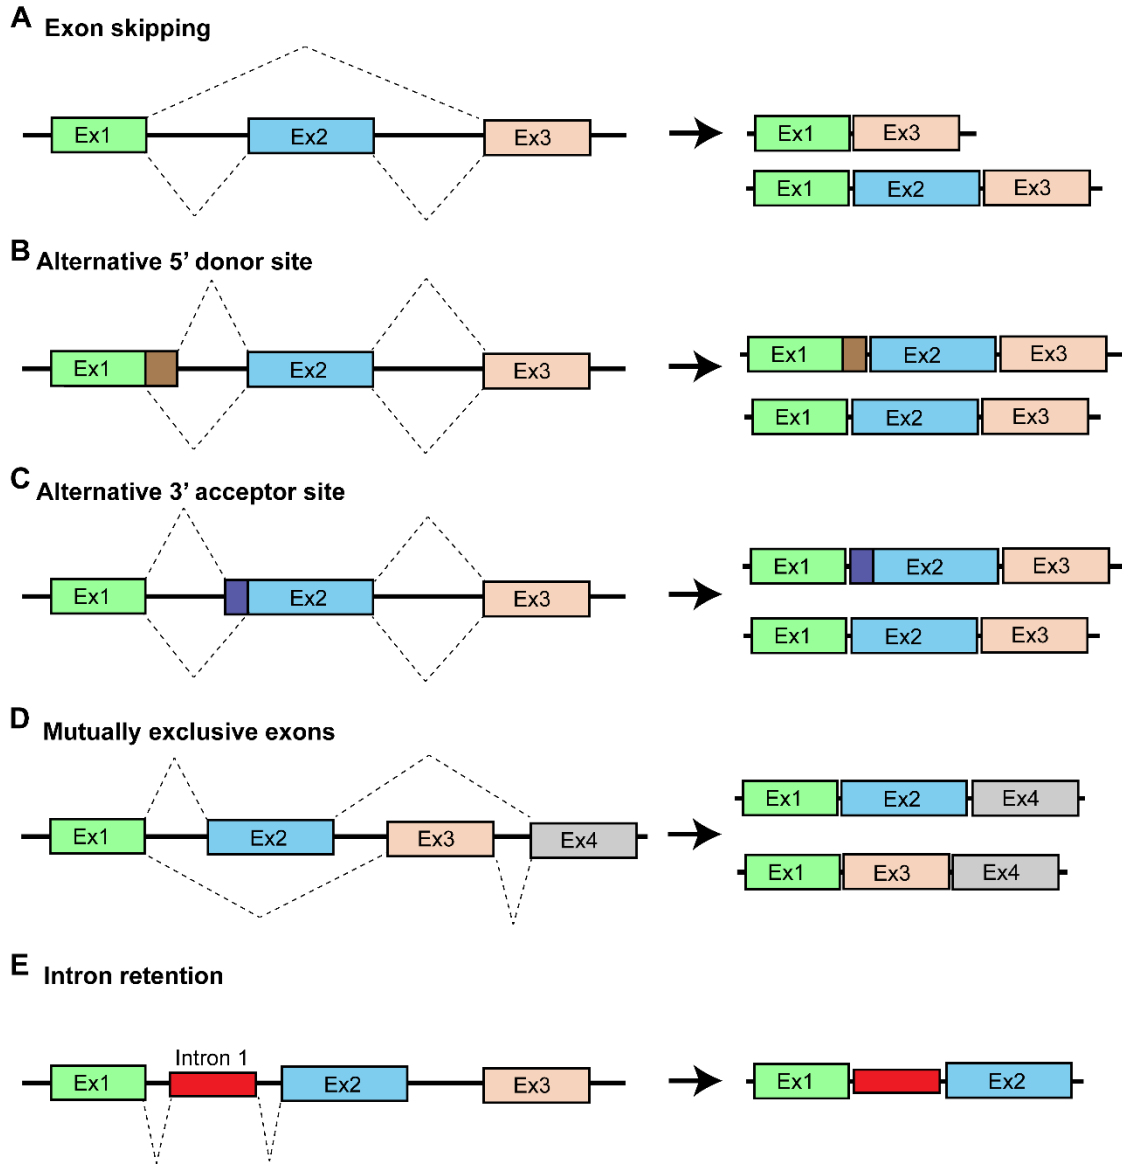 A Exon skipping
Ex1 Ex2 Ex3
Ex1 Ex3
Ex1 Ex2 Ex3
B Alternative 5’ donor site
Ex1 Ex2 Ex3
Ex1 Ex2 Ex3
Ex1 Ex2 Ex3
C Alternative 3’ acceptor site
Ex1 Ex2 Ex3
Ex1 Ex2 Ex3
Ex1 Ex2 Ex3
D Mutually exclusive exons
Ex1 Ex2 Ex3 Ex4
Ex1 Ex2 Ex4
Ex1 Ex3 Ex4
E Intron retention
Intron 1
Ex1 Ex2 Ex3
Ex1 Ex2